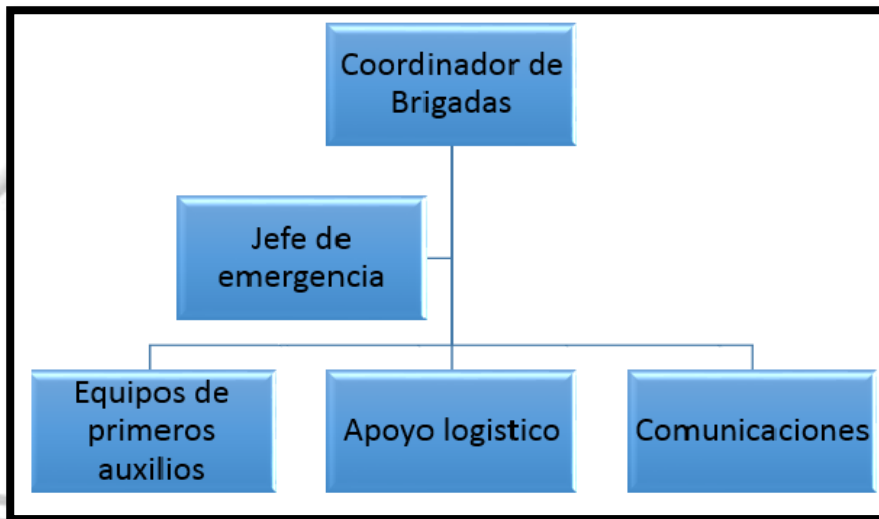 Coordinador de
Brigadas
Jefe de
emergencia
Equipos de
primeros
auxilios
Apoyo logistico
Comunicaciones